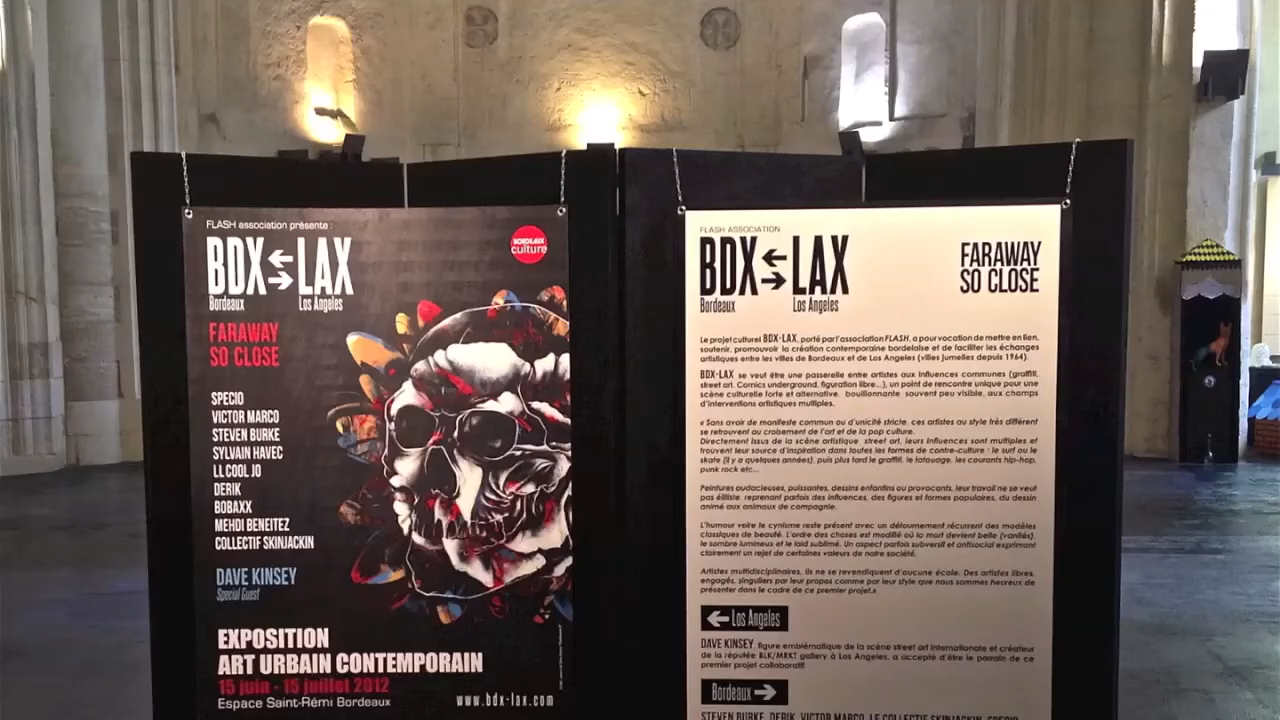 FLASH association présente :
BDX LAX
Bordeaux Los Angeles
BORDEAUX
culture
FARAWAY
SO CLOSE
SPECIO
VICTOR MARCO
STEVEN BURKE
SYLVAIN HAVEC
LL COOL JO
DERIK
BOBAXX
MEHDI BENEITEZ
COLLECTIF SKINJACKIN
DAVE KINSEY
Special Guest
EXPOSITION
ART URBAIN CONTEMPORAIN
15 juin - 15 juillet 2012
Espace Saint-Rémi Bordeaux
www.bdx-lax.com
FLASH ASSOCIATION
BDX LAX
Bordeaux Los Angeles
FARAWAY
SO CLOSE
Le projet culturel BDX-LAX, porté par l'association FLASH, a pour vocation de mettre en lien,
soutenir, promouvoir la création contemporaine bordelaise et de faciliter les échanges
artistiques entre les villes de Bordeaux et de Los Angeles (villes jumelles depuis 1964).
BDX-LAX se veut être une passerelle entre artistes aux influences communes (graffiti,
street art, Comics underground, figuration libre...), un point de rencontre unique pour une
scène culturelle forte et alternative, bouillonnante souvent peu visible, aux champs
d'interventions artistiques multiples.
« Sans avoir de manifeste commun ou d'unicité stricte, ces artistes au style très différent
se retrouvent au croisement de l'art et de la pop culture.
Directement issus de la scène artistique street art, leurs influences sont multiples et
trouvent leur source d'inspiration dans toutes les formes de contre-culture : le surf ou le
skate (il y a quelques années), puis plus tard le graffiti, le tatouage, les courants hip-hop,
punk rock etc...
Peintures audacieuses, puissantes, dessins enfantins ou provocants, leur travail ne se veut
pas élitiste reprenant parfois des influences, des figures et formes populaires, du dessin
animé aux animaux de compagnie.
L'humour voire le cynisme reste présent avec un détournement récurrent des modèles
classiques de beauté. L'ordre des choses est modifié où la mort devient belle (vanités),
le sombre lumineux et le laid sublimé. Un aspect parfois subversif et antisocial exprimant
clairement un rejet de certaines valeurs de notre société.
Artistes multidisciplinaires, ils ne se revendiquent d'aucune école. Des artistes libres,
engagés, singuliers par leur propos comme par leur style que nous sommes heureux de
présenter dans le cadre de ce premier projet.»
Los Angeles
DAVE KINSEY, figure emblématique de la scène street art internationale et créateur
de la réputée BLK/MRKT gallery à Los Angeles, a accepté d'être le parrain de ce
premier projet collaboratif!
Bordeaux
STEVEN BURKE, DERIK, VICTOR MARCO, LE COLLECTIF SKINJACKIN, SPECIO